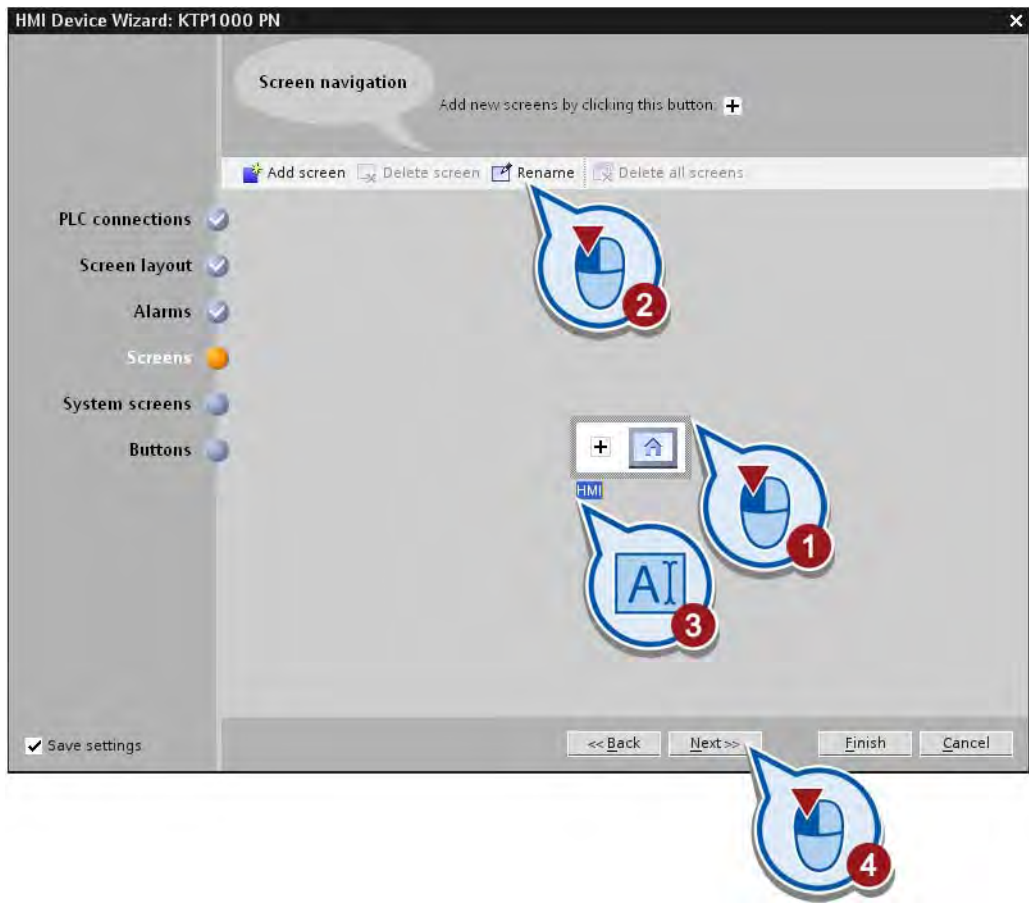 HMI Device Wizard: KTP1000 PN
Screen navigation
Add new screens by clicking this button:
Add screen Delete screen Rename Delete all screens
PLC connections
Screen layout
Alarms
Screens
System screens
Buttons
2
HMI
1
AI
3
Save settings
<< Back Next >> Finish Cancel
4